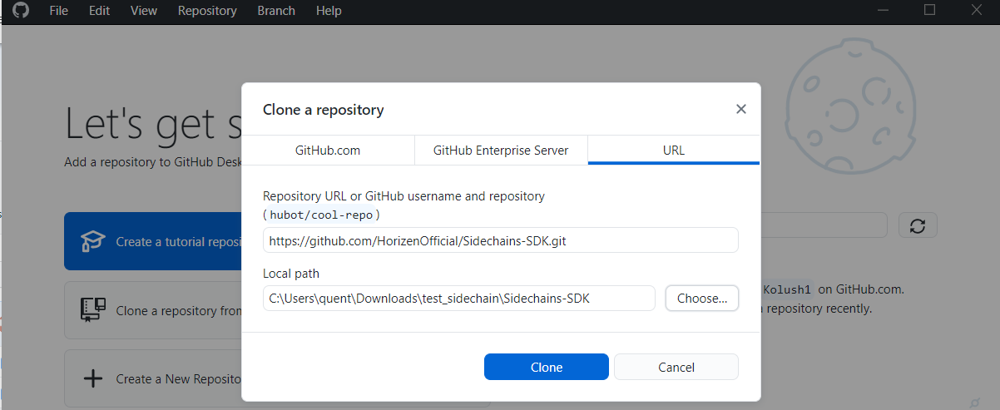 File Edit View Repository Branch Help
Let's get s
Add a repository to GitHub Desk
Create a tutorial reposi
Clone a repository from
Create a New Reposito
Clone a repository
GitHub.com GitHub Enterprise Server URL
Repository URL or GitHub username and repository
(hubot/cool-repo)
https://github.com/HorizenOfficial/Sidechains-SDK.git
Local path
C:\Users\quent\Downloads\test_sidechain\Sidechains-SDK Choose...
Clone Cancel
Kolush1 on GitHub.com.
repository recently.